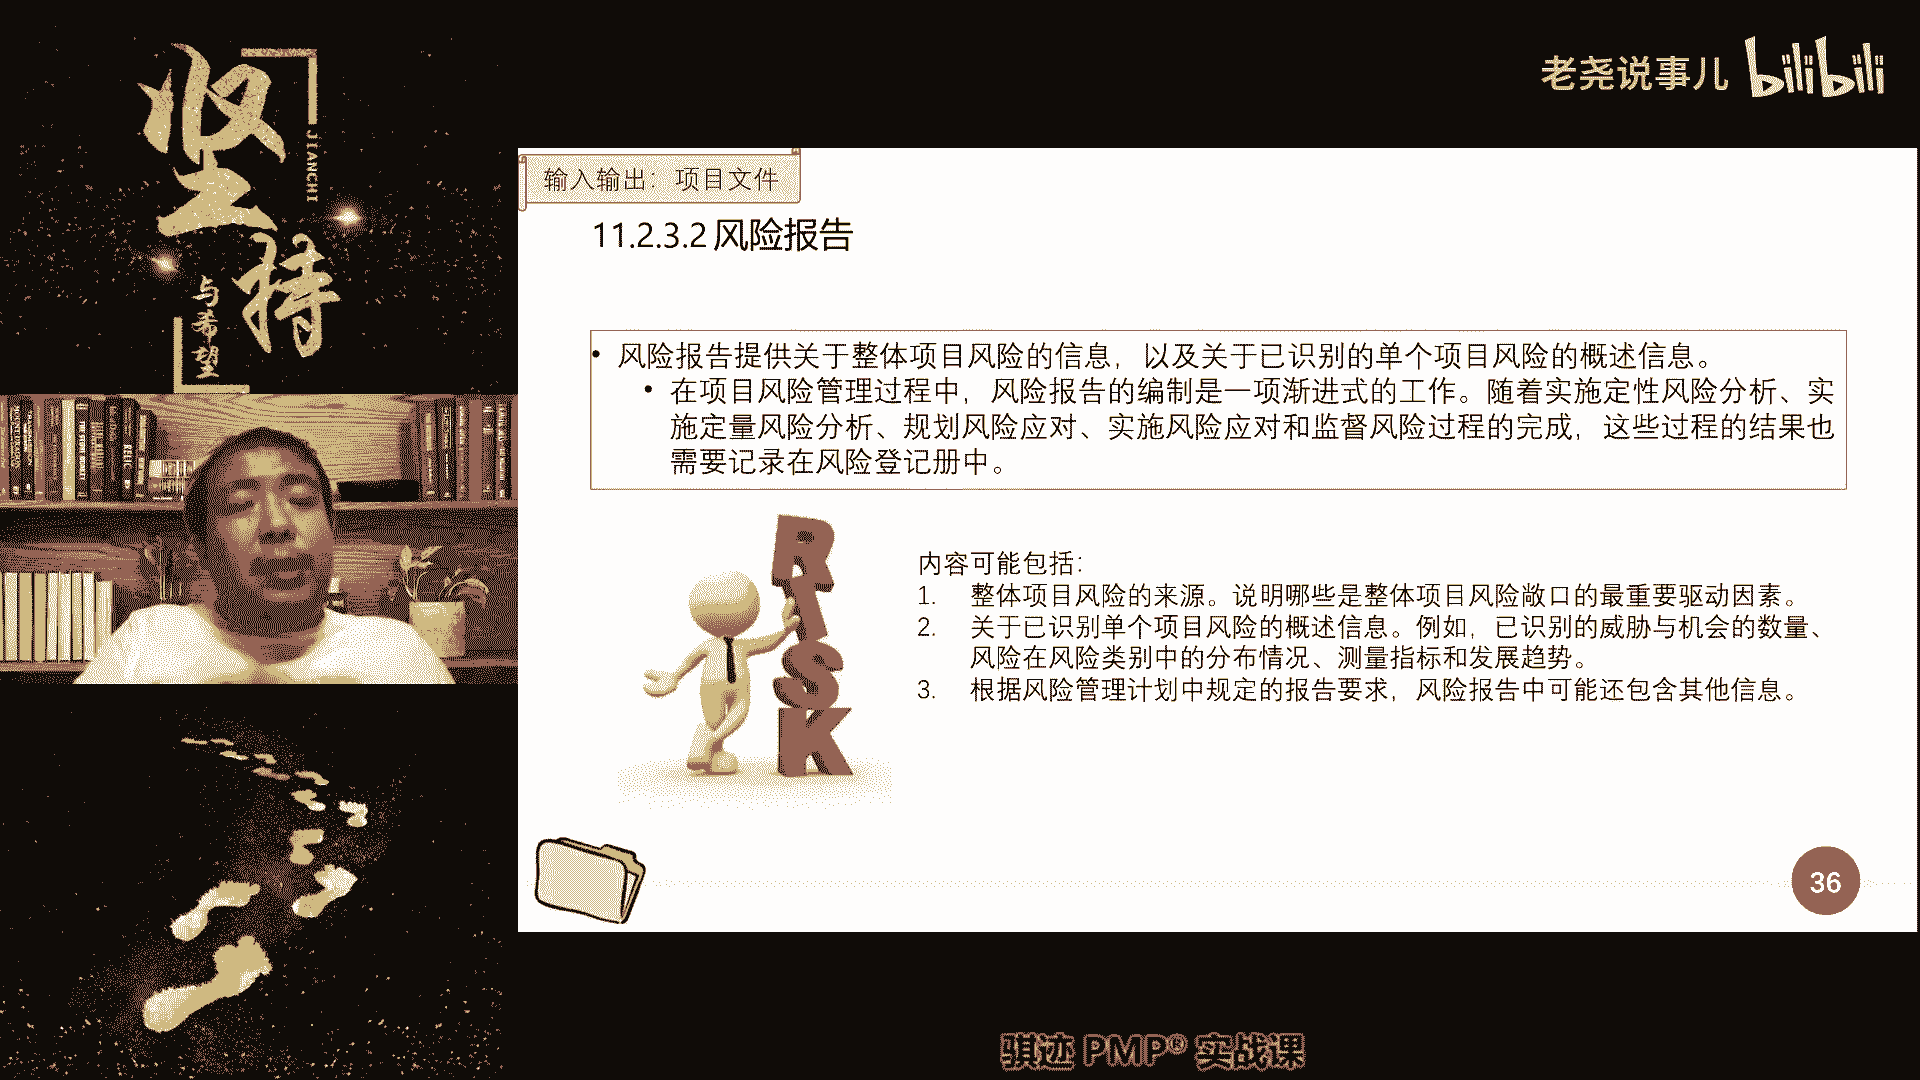 坚持
JIANCHI
与希望
老尧说事儿 bilibili
输入输出：项目文件
11.2.3.2 风险报告
• 风险报告提供关于整体项目风险的信息，以及关于已识别的单个项目风险的概述信息。
• 在项目风险管理过程中，风险报告的编制是一项渐进式的工作。随着实施定性风险分析、实
施定量风险分析、规划风险应对、实施风险应对和监督风险过程的完成，这些过程的结果也
需要记录在风险登记册中。
RISK
内容可能包括：
1. 整体项目风险的来源。说明哪些是整体项目风险敞口的最重要驱动因素。
2. 关于已识别单个项目风险的概述信息。例如，已识别的威胁与机会的数量、
风险在风险类别中的分布情况、测量指标和发展趋势。
3. 根据风险管理计划中规定的报告要求，风险报告中可能还包含其他信息。
36
骐迹 PMP® 实战课